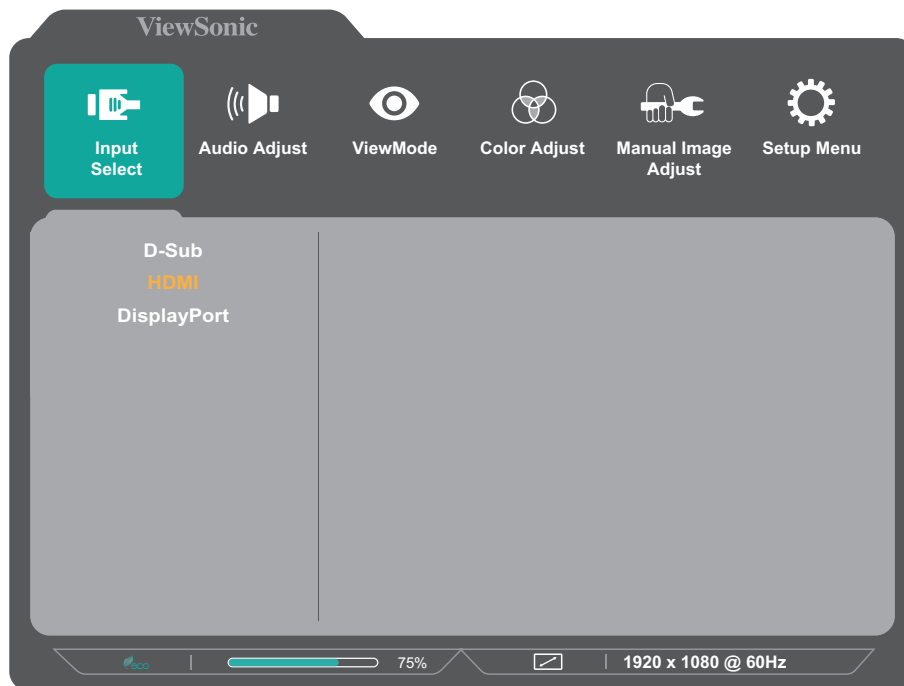 ViewSonic
Input
Select
Audio Adjust
ViewMode
Color Adjust
Manual Image
Adjust
Setup Menu
D-Sub
HDMI
DisplayPort
eco
75%
1920 x 1080 @ 60Hz